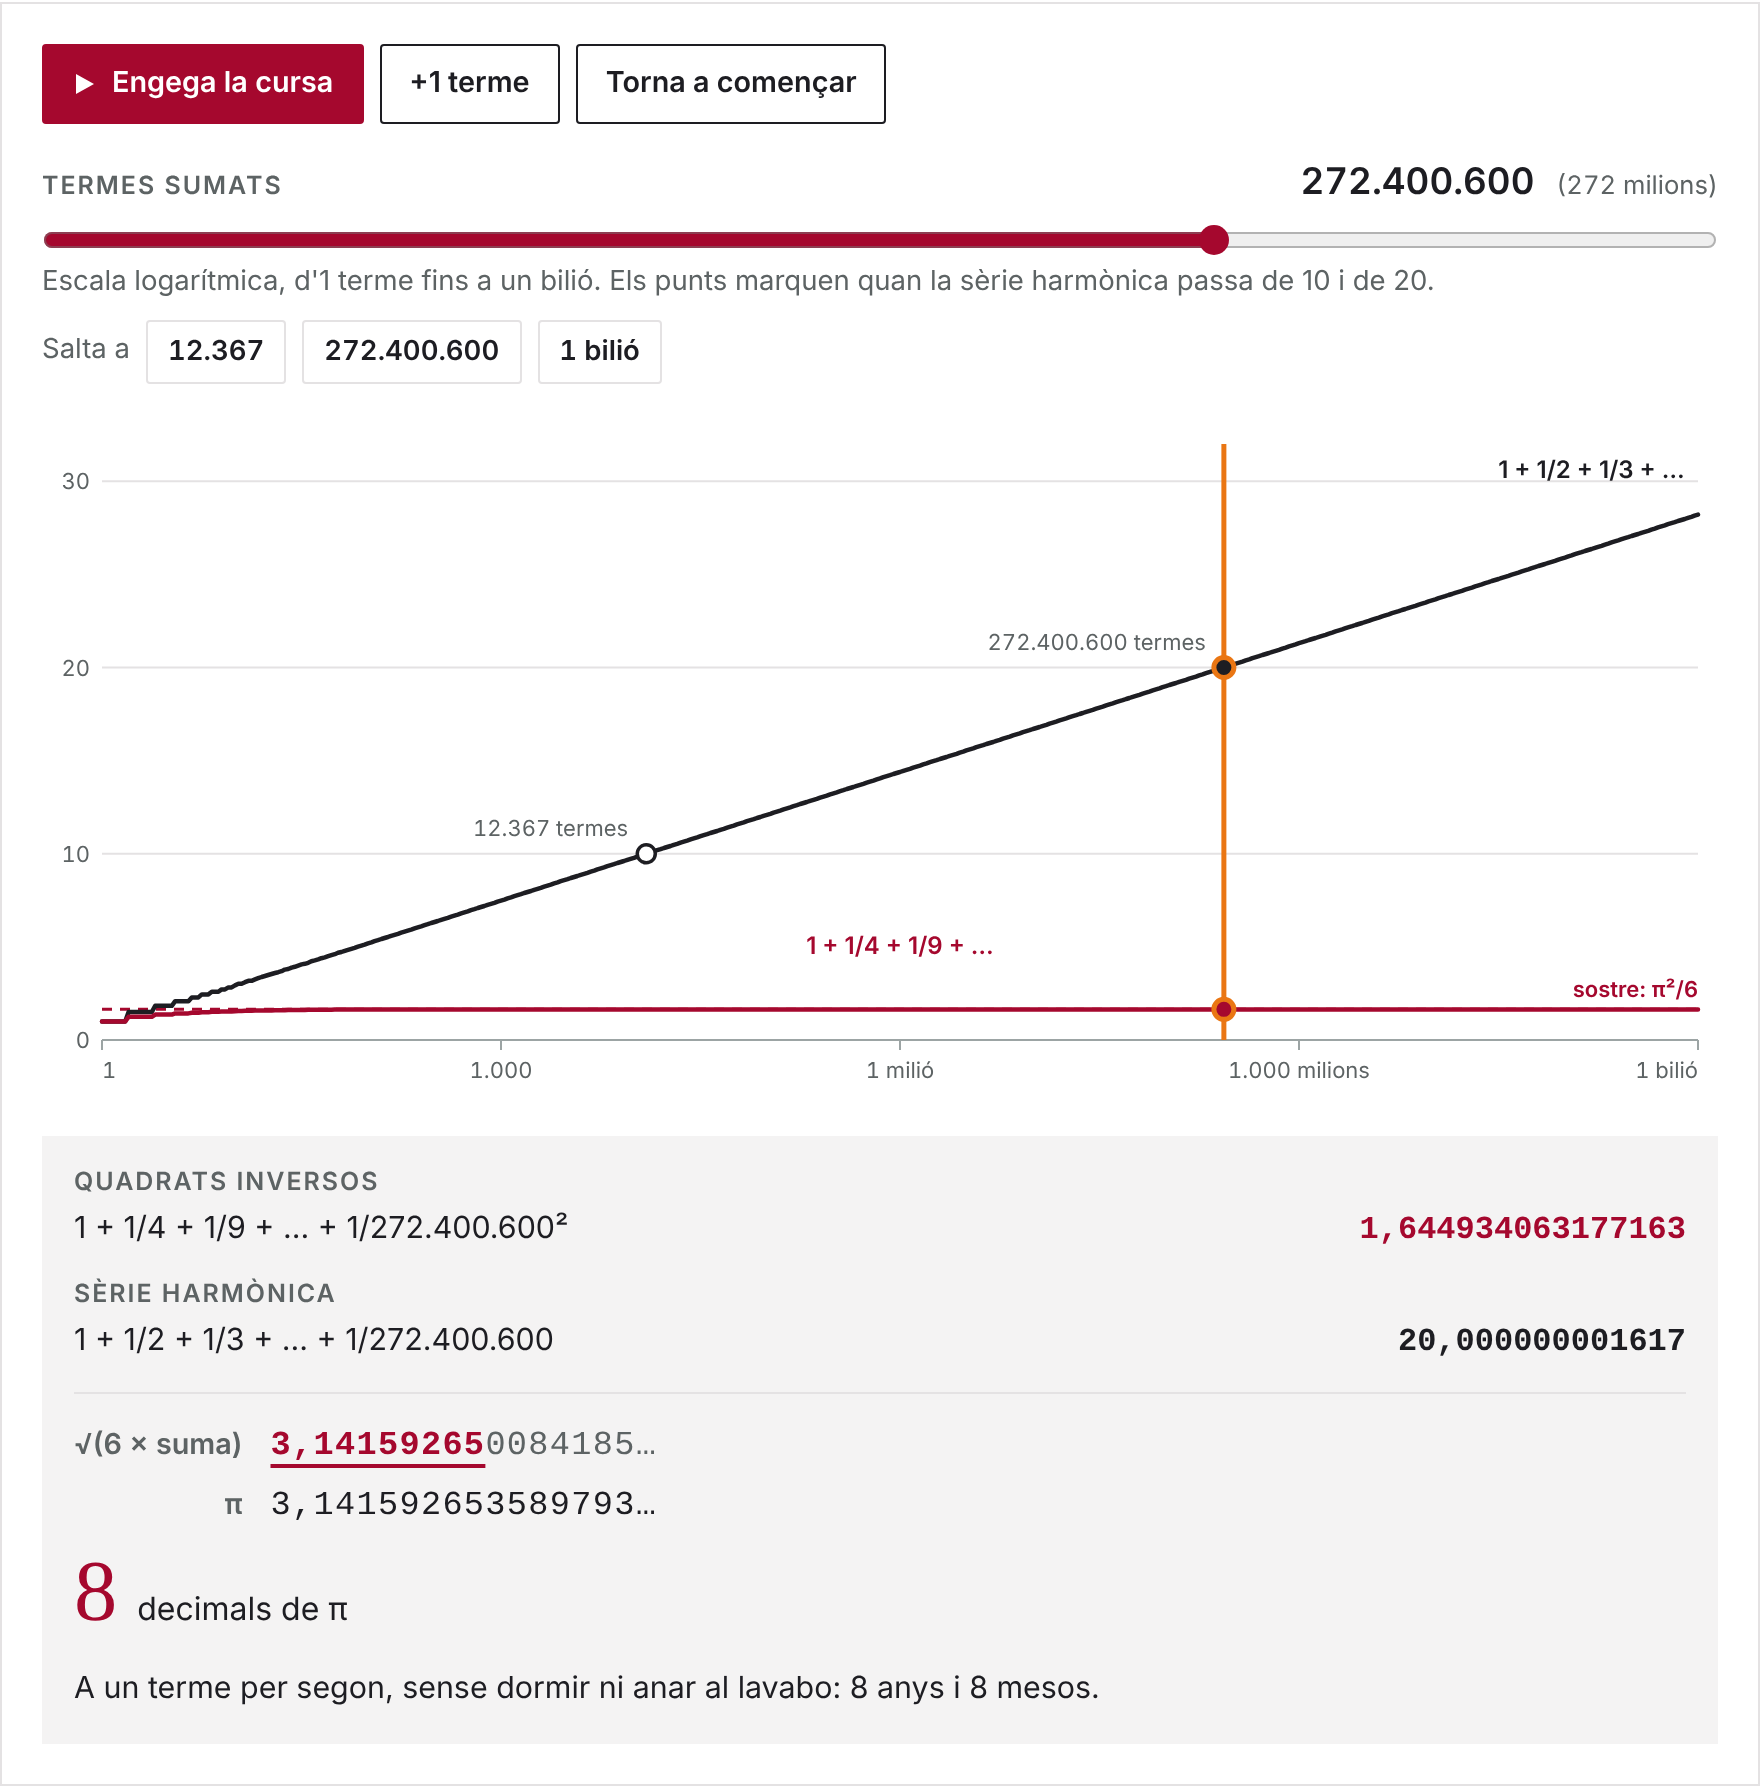 ▶ Engega la cursa +1 terme Torna a començar
TERMES SUMATS 272.400.600 (272 milions)
Escala logarítmica, d'1 terme fins a un bilió. Els punts marquen quan la sèrie harmònica passa de 10 i de 20.
Salta a 12.367 272.400.600 1 bilió
1 + 1/2 + 1/3 + ...
30
272.400.600 termes
20
12.367 termes
10
1 + 1/4 + 1/9 + ...
sostre: π²/6
0
1 1.000 1 milió 1.000 milions 1 bilió
QUADRATS INVERSOS
1 + 1/4 + 1/9 + ... + 1/272.400.600² 1,644934063177163
SÈRIE HARMÒNICA
1 + 1/2 + 1/3 + ... + 1/272.400.600 20,000000001617
√(6 × suma) 3,141592650084185…
π 3,141592653589793…
8 decimals de π
A un terme per segon, sense dormir ni anar al lavabo: 8 anys i 8 mesos.